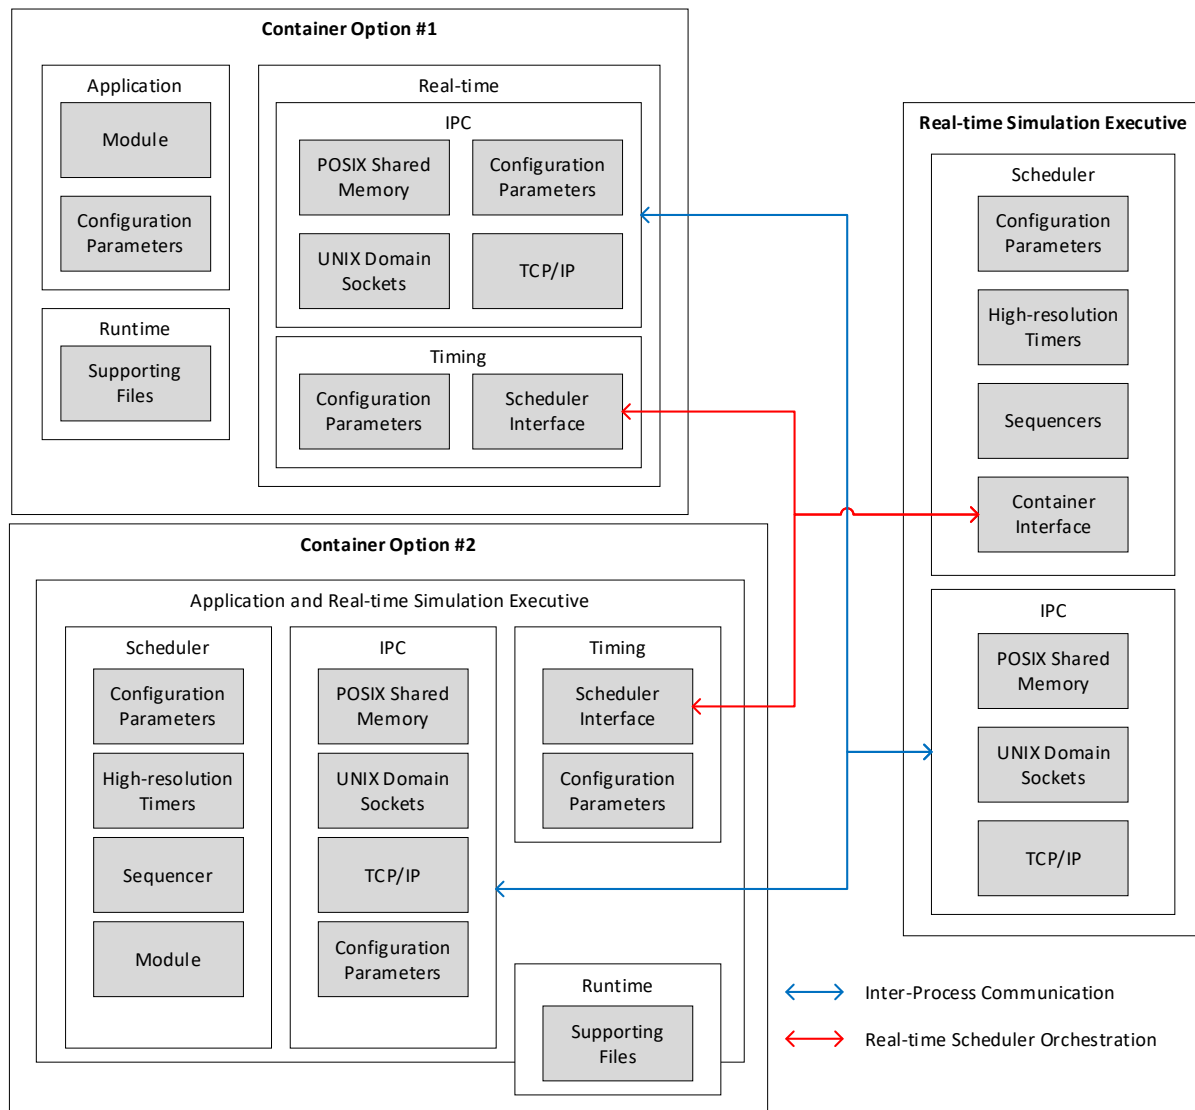 Container Option #1
Application
Module
Configuration
Parameters
Runtime
Supporting
Files
Real-time
IPC
POSIX Shared
Memory
Configuration
Parameters
UNIX Domain
Sockets
TCP/IP
Timing
Configuration
Parameters
Scheduler
Interface
Container Option #2
Application and Real-time Simulation Executive
Scheduler
Configuration
Parameters
High-resolution
Timers
Sequencer
Module
IPC
POSIX Shared
Memory
UNIX Domain
Sockets
TCP/IP
Configuration
Parameters
Timing
Scheduler
Interface
Configuration
Parameters
Runtime
Supporting
Files
Real-time Simulation Executive
Scheduler
Configuration
Parameters
High-resolution
Timers
Sequencers
Container
Interface
IPC
POSIX Shared
Memory
UNIX Domain
Sockets
TCP/IP
Inter-Process Communication
Real-time Scheduler Orchestration